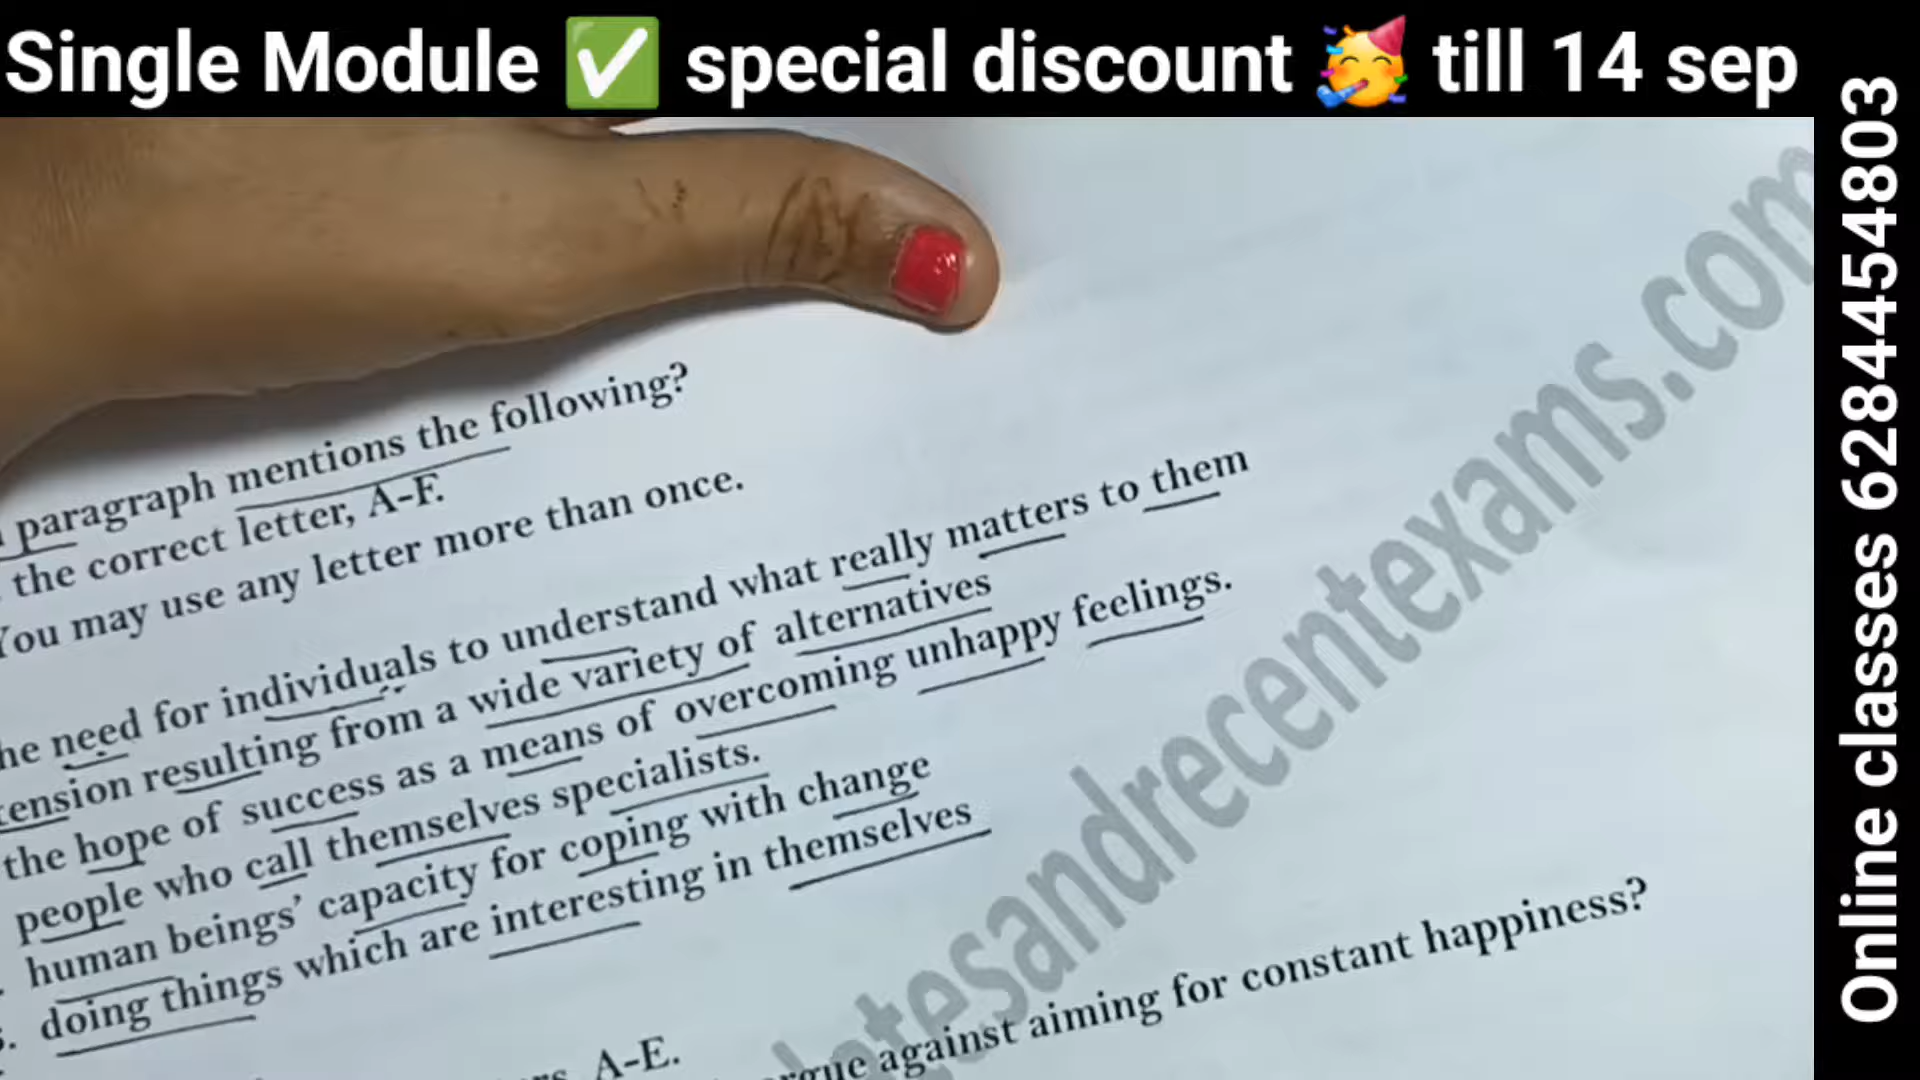 Single Module ✅ special discount 🥳 till 14 sep
Online classes 6284454803
paragraph mentions the following?
the correct letter, A-F.
You may use any letter more than once.
need for individuals to understand what really matters to them
tension resulting from a wide variety of alternatives
the hope of success as a means of overcoming unhappy feelings.
people who call themselves specialists.
human beings' capacity for coping with change
doing things which are interesting in themselves
A-E.
against aiming for constant happiness?
andrecentexams.com